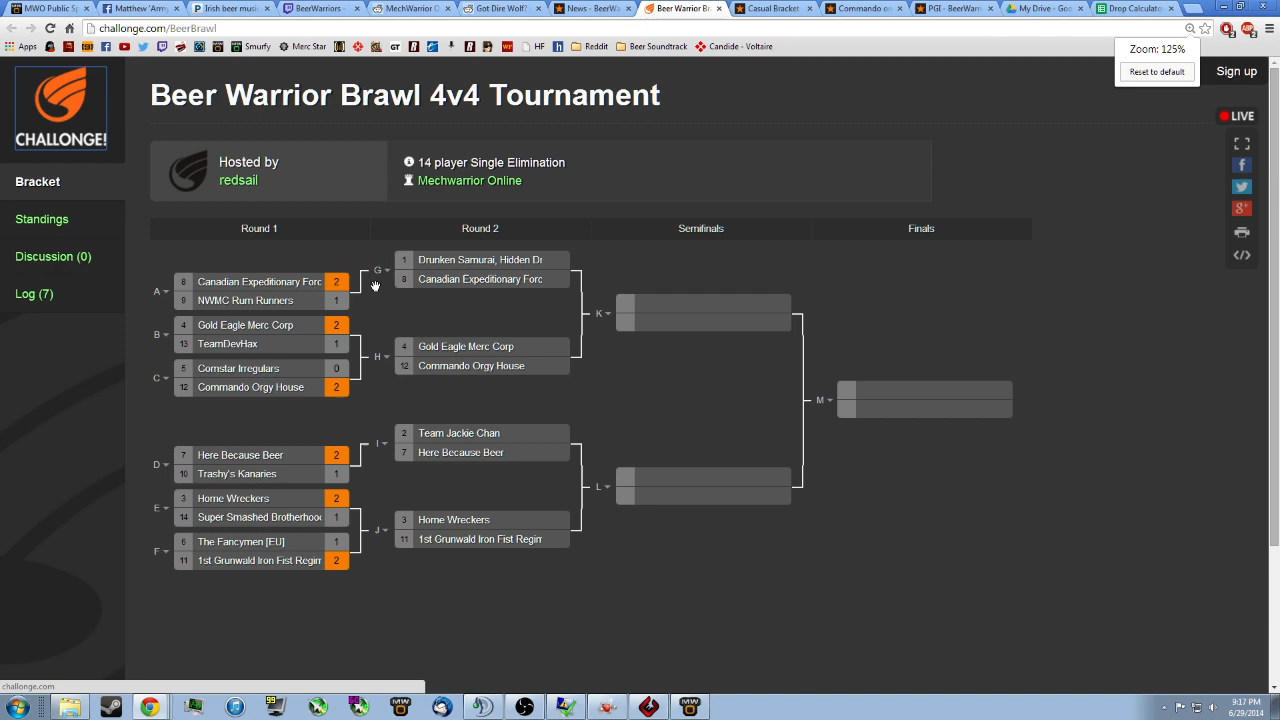 MWO Public Sp
Matthew 'Army
Irish beer music
BeerWarriors -
MechWarrior O
Got Dire Wolf?
News - BeerWa
Beer Warrior Br
Casual Bracket
Commando on
PGI - BeerWarri
My Drive - Goo
Drop Calculator
challonge.com/BeerBrawl
Apps
Smurfy
Merc Star
HF
Reddit
Beer Soundtrack
Candide - Voltaire
Zoom: 125%
Reset to default
Sign up
CHALLONGE!
Bracket
Standings
Discussion (0)
Log (7)
Beer Warrior Brawl 4v4 Tournament
Hosted by
redsail
14 player Single Elimination
Mechwarrior Online
LIVE
Round 1 Round 2 Semifinals Finals
A
8 Canadian Expeditionary Forc 2
9 NWMC Rum Runners 1
B
4 Gold Eagle Merc Corp 2
13 TeamDevHax 1
C
5 Comstar Irregulars 0
12 Commando Orgy House 2
D
7 Here Because Beer 2
10 Trashy's Kanaries 1
E
3 Home Wreckers 2
14 Super Smashed Brotherhood 1
F
6 The Fancymen [EU] 1
11 1st Grunwald Iron Fist Regim 2
G
1 Drunken Samurai, Hidden Dr
8 Canadian Expeditionary Forc
H
4 Gold Eagle Merc Corp
12 Commando Orgy House
I
2 Team Jackie Chan
7 Here Because Beer
J
3 Home Wreckers
11 1st Grunwald Iron Fist Regim
K
L
M
challonge.com
9:17 PM
6/29/2014